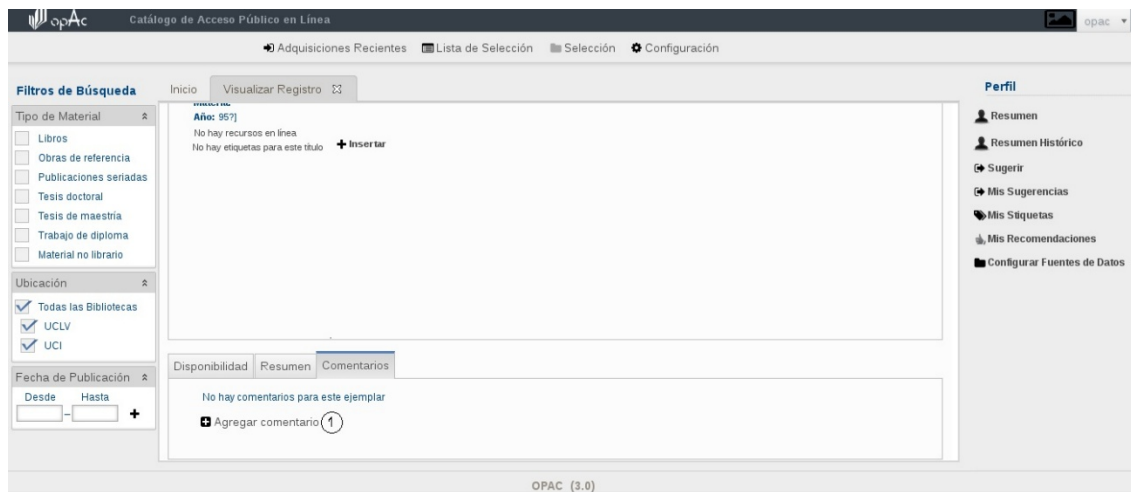 opAc
Catálogo de Acceso Público en Línea
opac
Adquisiciones Recientes
Lista de Selección
Selección
Configuración
Filtros de Búsqueda
Tipo de Material
Libros
Obras de referencia
Publicaciones seriadas
Tesis doctoral
Tesis de maestría
Trabajo de diploma
Material no librario
Ubicación
Todas las Bibliotecas
UCLV
UCI
Fecha de Publicación
Desde Hasta
–
Inicio
Visualizar Registro
Año: 95?]
No hay recursos en línea
No hay etiquetas para este título
Insertar
Disponibilidad
Resumen
Comentarios
No hay comentarios para este ejemplar
Agregar comentario 1
Perfil
Resumen
Resumen Histórico
Sugerir
Mis Sugerencias
Mis Stiquetas
Mis Recomendaciones
Configurar Fuentes de Datos
OPAC (3.0)